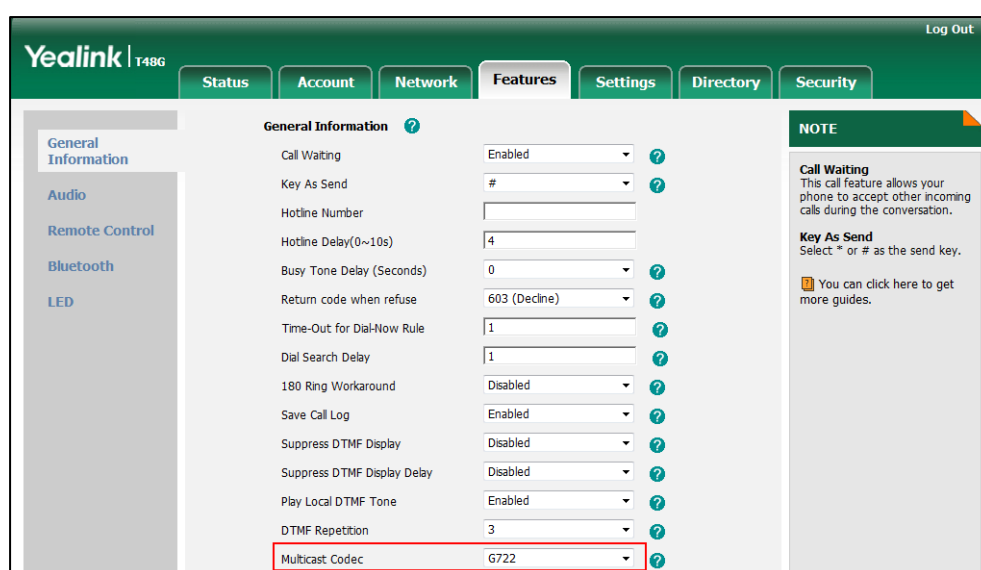 Log Out
Yealink | T48G
Status Account Network Features Settings Directory Security
General Information
Audio
Remote Control
Bluetooth
LED
General Information ?
Call Waiting Enabled ?
Key As Send # ?
Hotline Number
Hotline Delay(0~10s) 4
Busy Tone Delay (Seconds) 0 ?
Return code when refuse 603 (Decline) ?
Time-Out for Dial-Now Rule 1 ?
Dial Search Delay 1 ?
180 Ring Workaround Disabled ?
Save Call Log Enabled ?
Suppress DTMF Display Disabled ?
Suppress DTMF Display Delay Disabled ?
Play Local DTMF Tone Enabled ?
DTMF Repetition 3 ?
Multicast Codec G722 ?
NOTE
Call Waiting
This call feature allows your
phone to accept other incoming
calls during the conversation.
Key As Send
Select * or # as the send key.
? You can click here to get
more guides.